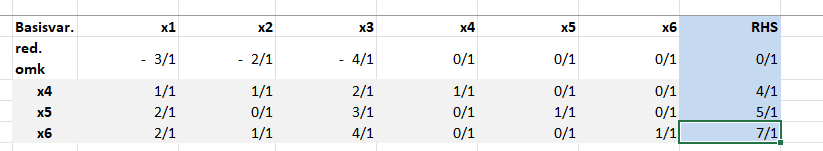 Basisvar. x1 x2 x3 x4 x5 x6 RHS
red.
omk - 3/1 - 2/1 - 4/1 0/1 0/1 0/1 0/1
x4 1/1 1/1 2/1 1/1 0/1 0/1 4/1
x5 2/1 0/1 3/1 0/1 1/1 0/1 5/1
x6 2/1 1/1 4/1 0/1 0/1 1/1 7/1